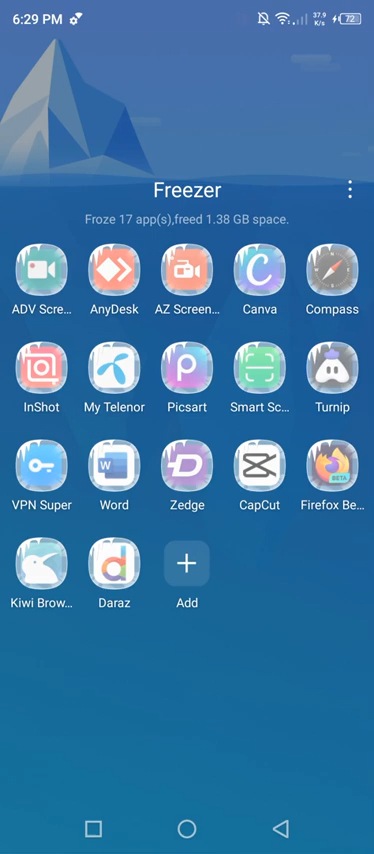 6:29 PM
37.9
K/s
72
Freezer
Froze 17 app(s),freed 1.38 GB space.
ADV Scre...
AnyDesk
AZ Screen...
Canva
Compass
InShot
My Telenor
Picsart
Smart Sc...
Turnip
W
VPN Super
Word
Zedge
CapCut
BETA
Firefox Be...
Kiwi Brow...
Daraz
Add